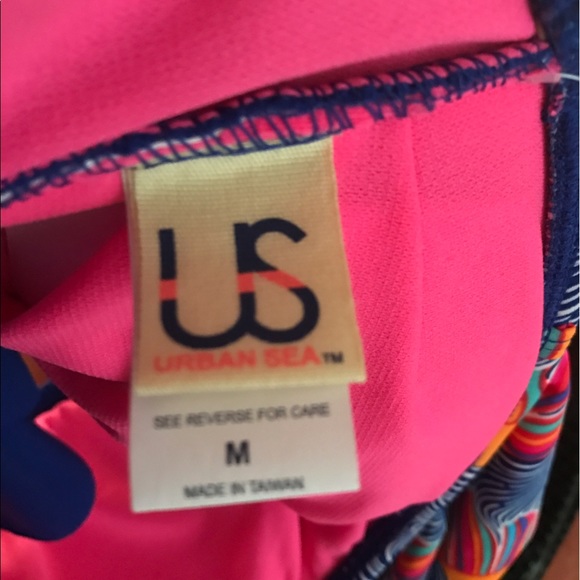 US
URBAN SEA™
SEE REVERSE FOR CARE
M
MADE IN TAIWAN